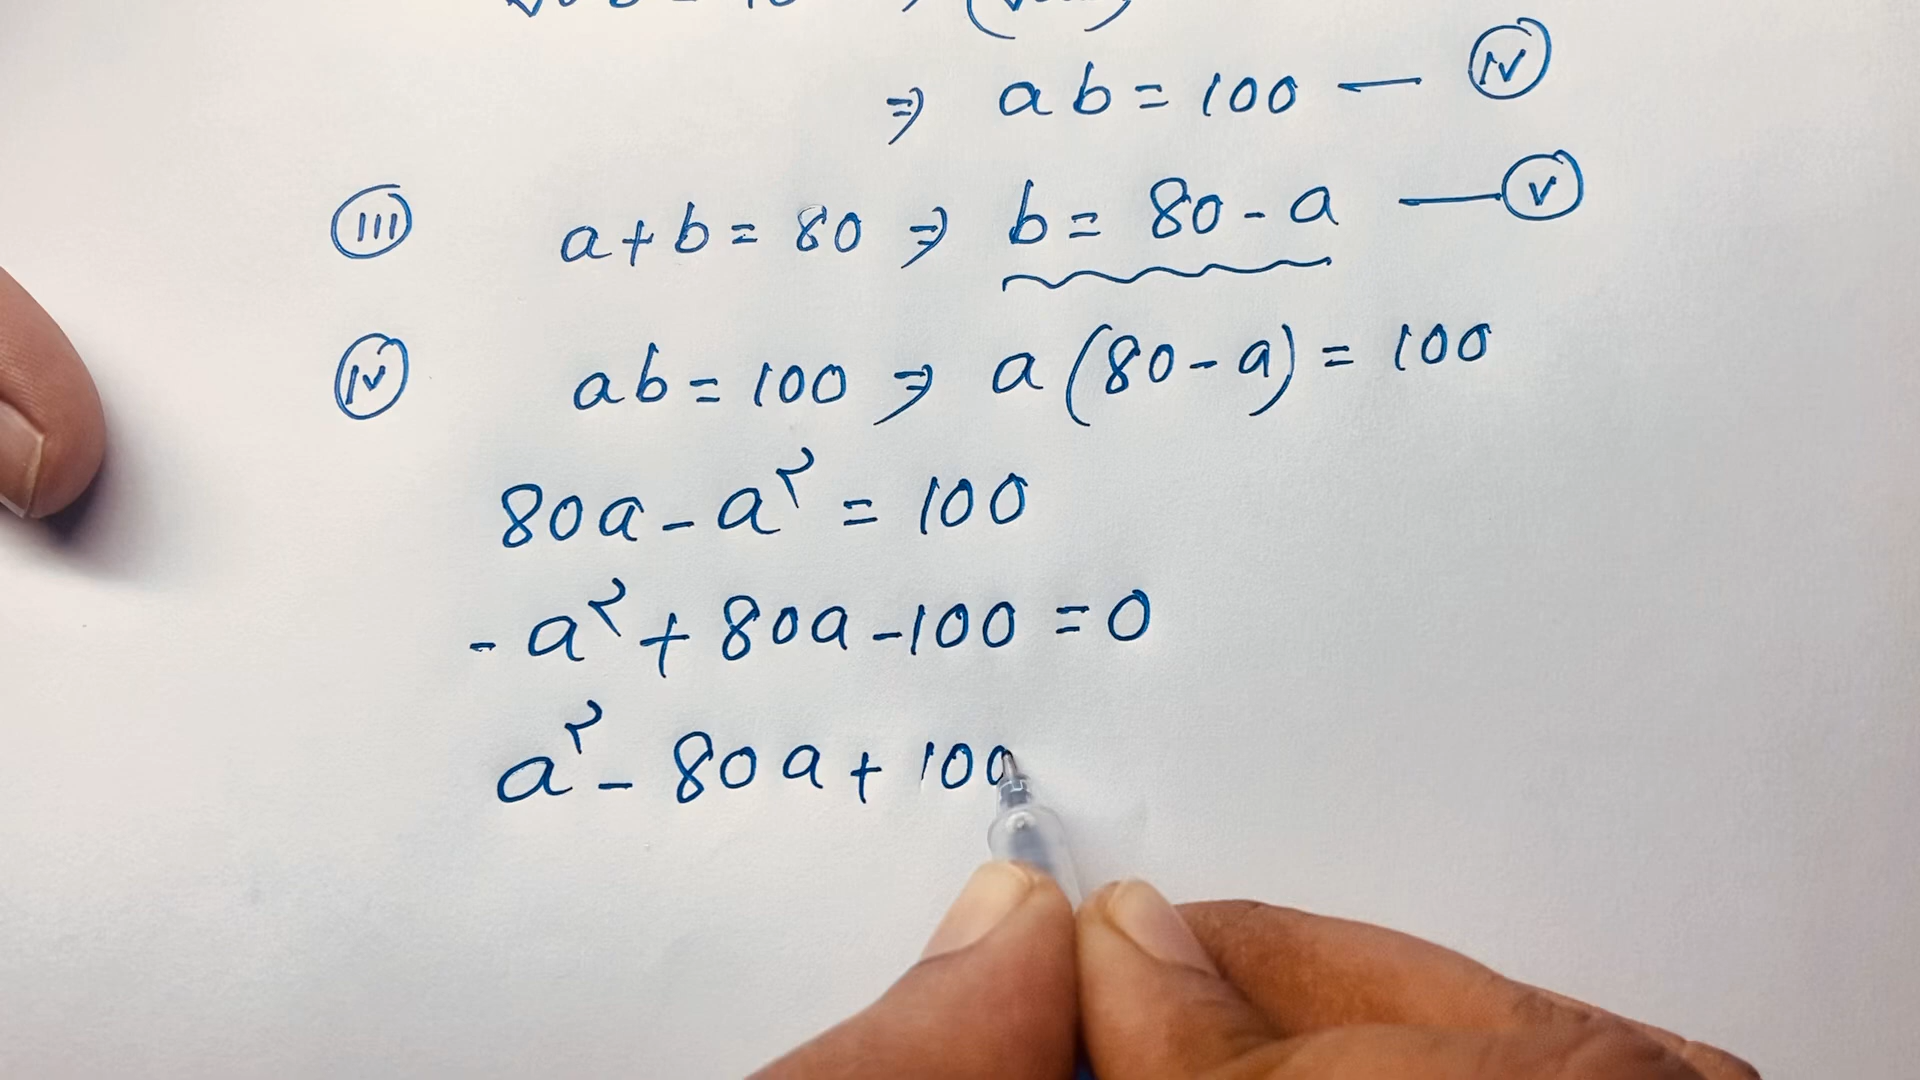 ⇒ ab = 100 — (IV)
(III) a + b = 80 ⇒ b = 80 - a — (V)
(IV) ab = 100 ⇒ a (80 - a) = 100
80a - a² = 100
- a² + 80a - 100 = 0
a² - 80a + 100